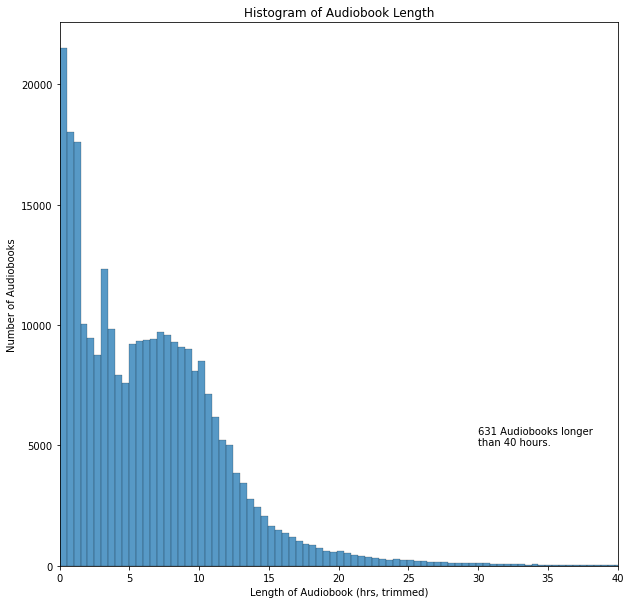 Histogram of Audiobook Length
Number of Audiobooks
20000
15000
10000
5000
0
631 Audiobooks longer
than 40 hours.
0 5 10 15 20 25 30 35 40
Length of Audiobook (hrs, trimmed)